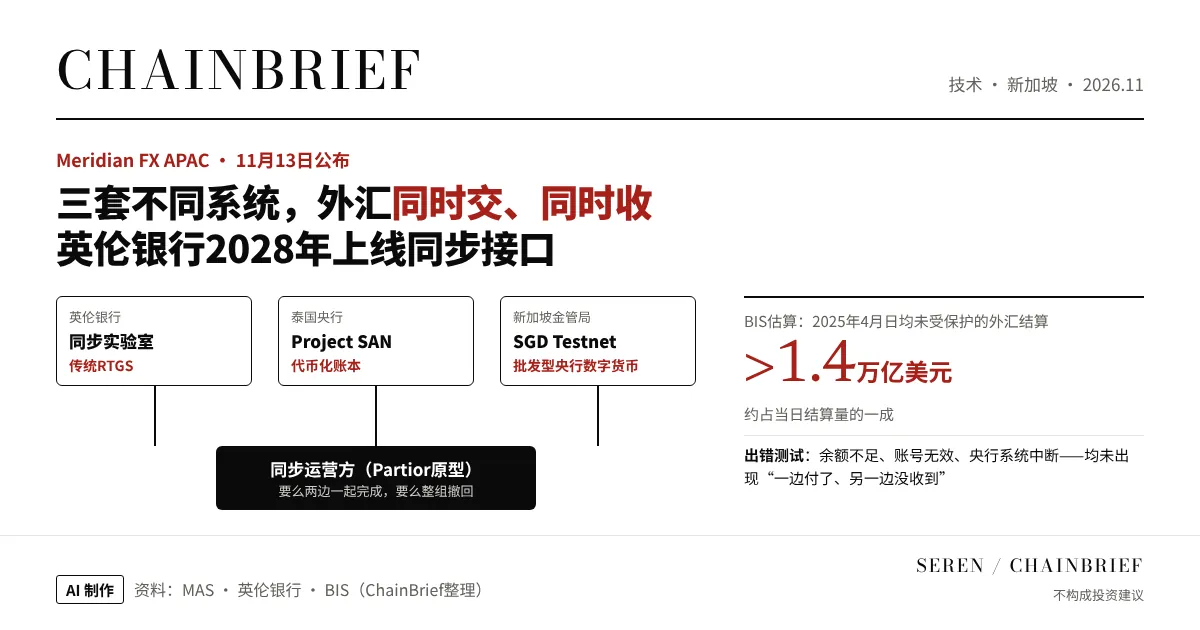 CHAINBRIEF
技术 · 新加坡 · 2026.11
Meridian FX APAC · 11月13日公布
三套不同系统，外汇同时交、同时收
英伦银行2028年上线同步接口
英伦银行
同步实验室
传统RTGS
泰国央行
Project SAN
代币化账本
新加坡金管局
SGD Testnet
批发型央行数字货币
同步运营方（Partior原型）
要么两边一起完成，要么整组撤回
BIS估算：2025年4月日均未受保护的外汇结算
>1.4万亿美元
约占当日结算量的一成
出错测试：余额不足、账号无效、央行系统中断——均未出
现“一边付了、另一边没收到”
AI 制作
资料：MAS · 英伦银行 · BIS（ChainBrief整理）
SEREN / CHAINBRIEF
不构成投资建议